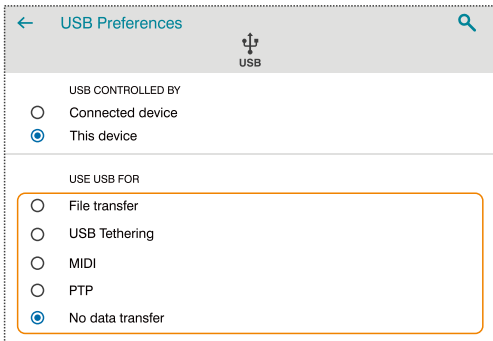 USB Preferences
USB
USB CONTROLLED BY
Connected device
This device
USE USB FOR
File transfer
USB Tethering
MIDI
PTP
No data transfer